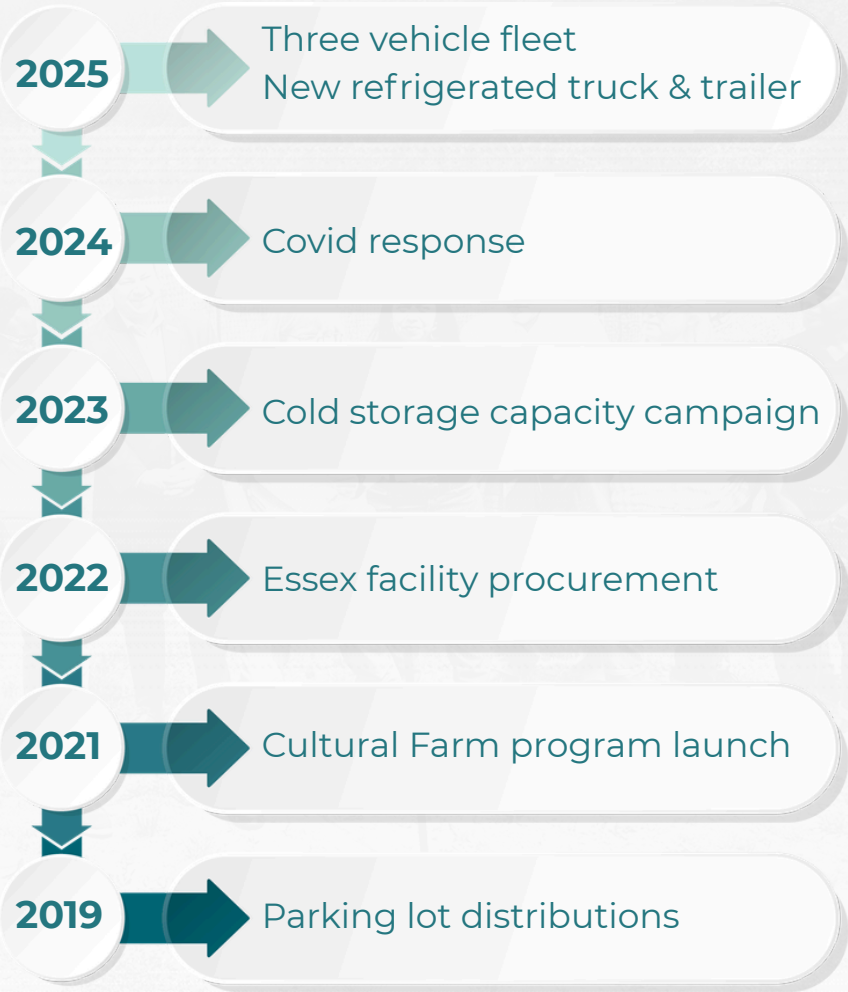 2025
Three vehicle fleet
New refrigerated truck & trailer
2024
Covid response
2023
Cold storage capacity campaign
2022
Essex facility procurement
2021
Cultural Farm program launch
2019
Parking lot distributions